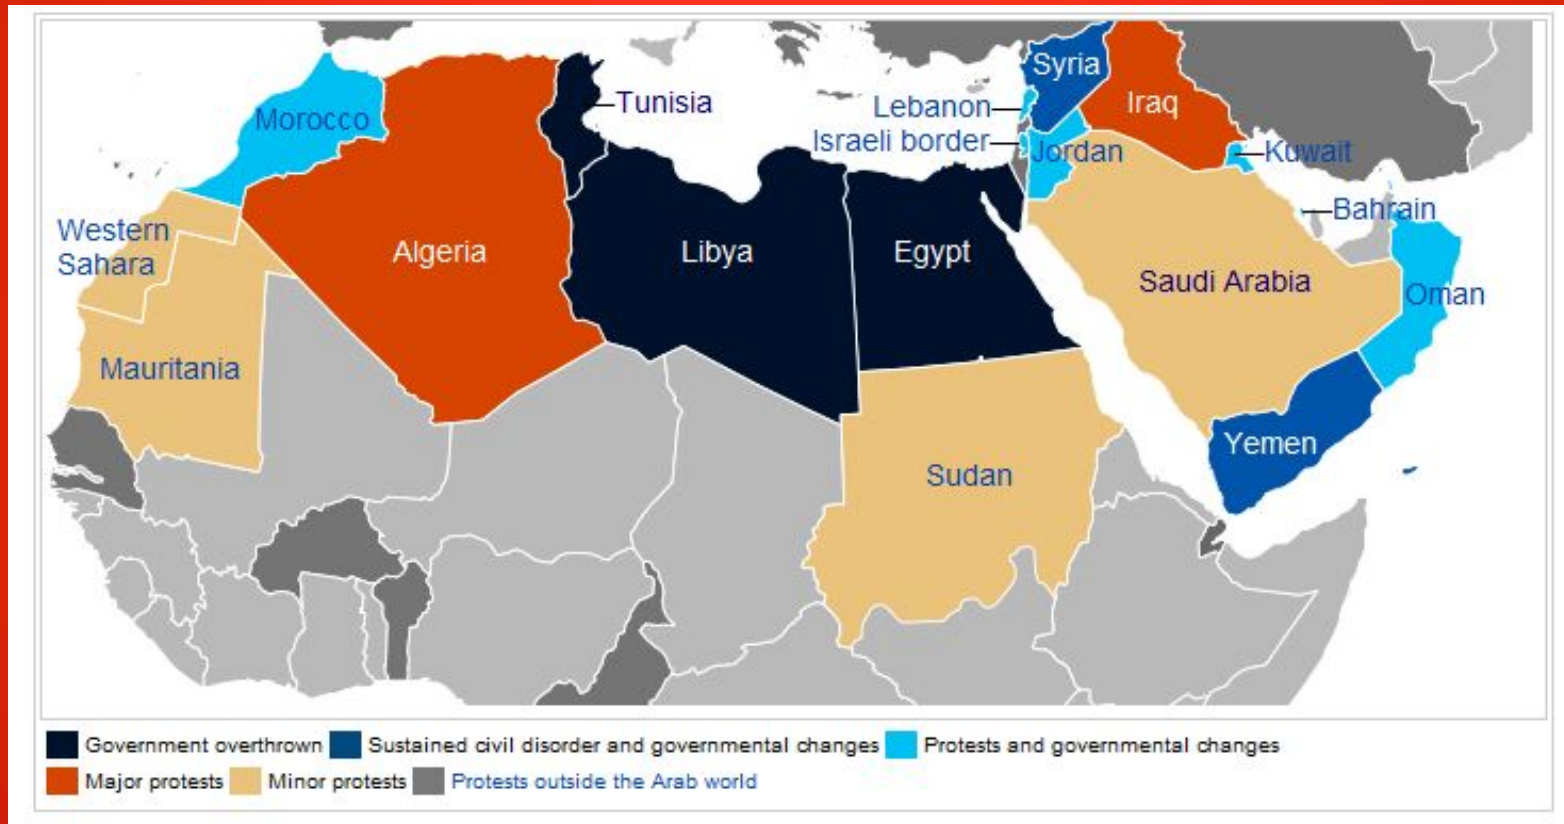 Syria
Tunisia
Lebanon
Iraq
Morocco
Israeli border
Jordan
Kuwait
Bahrain
Western
Sahara
Algeria
Libya
Egypt
Saudi Arabia
Oman
Mauritania
Yemen
Sudan
Government overthrown Sustained civil disorder and governmental changes Protests and governmental changes
Major protests Minor protests Protests outside the Arab world